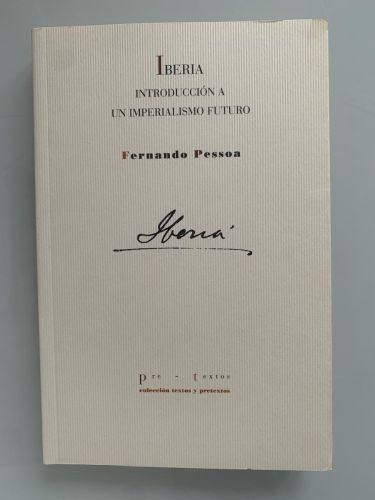 IBERIA
INTRODUCCIÓN A
UN IMPERIALISMO FUTURO
Fernando Pessoa
Iberia
pre-textos
colección textos y pretextos